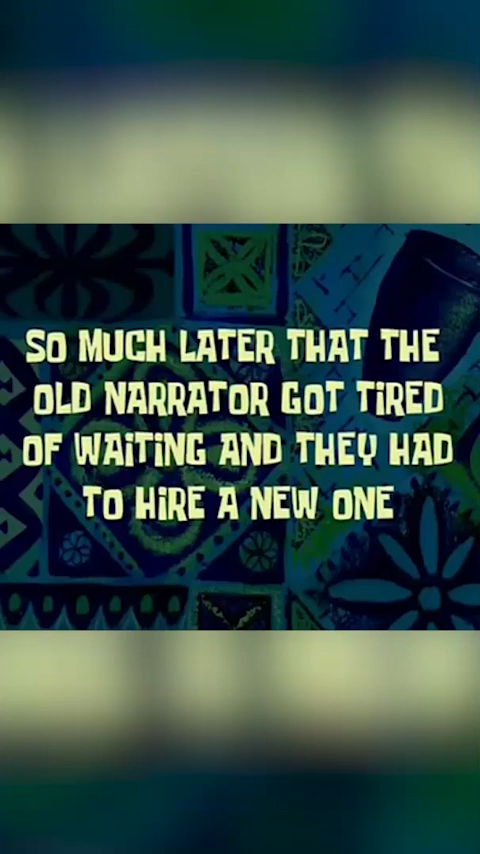 SO MUCH LATER THAT THE
OLD NARRATOR GOT TIRED
OF WAITING AND THEY HAD
TO HIRE A NEW ONE